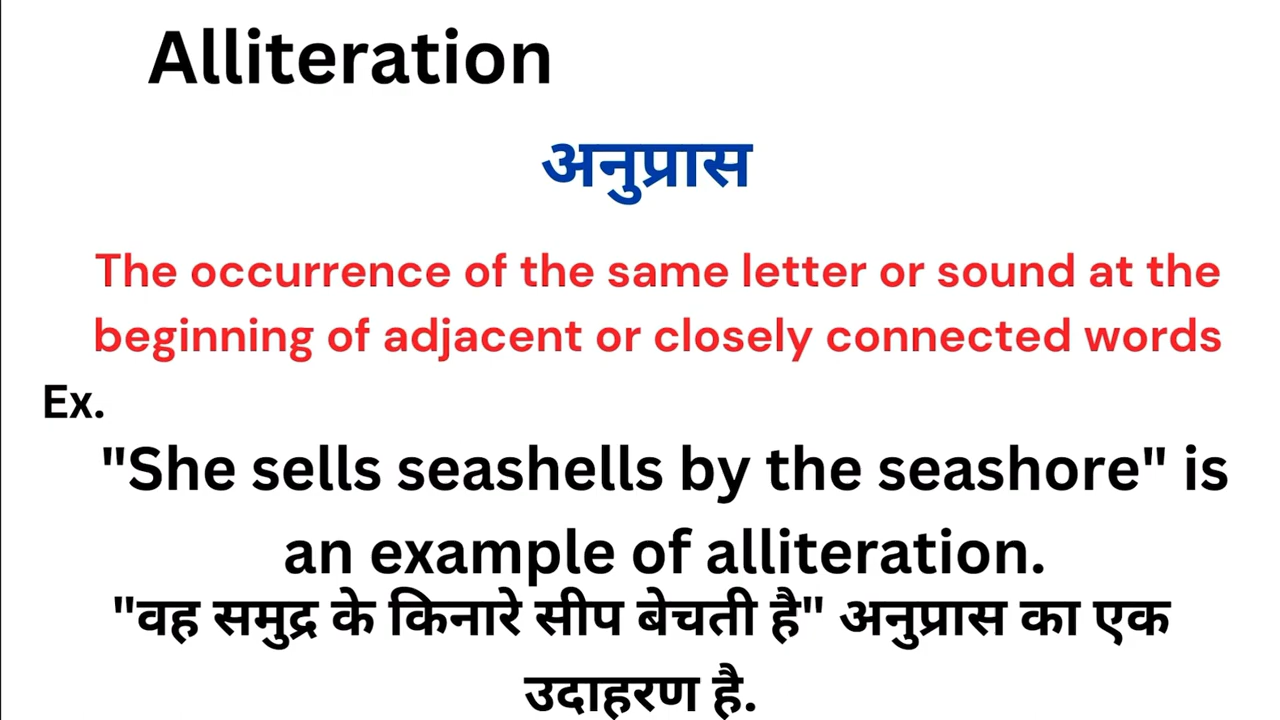 Alliteration
अनुप्रास
The occurrence of the same letter or sound at the
beginning of adjacent or closely connected words
Ex.
"She sells seashells by the seashore" is
an example of alliteration.
"वह समुद्र के किनारे सीप बेचती है" अनुप्रास का एक
उदाहरण है.